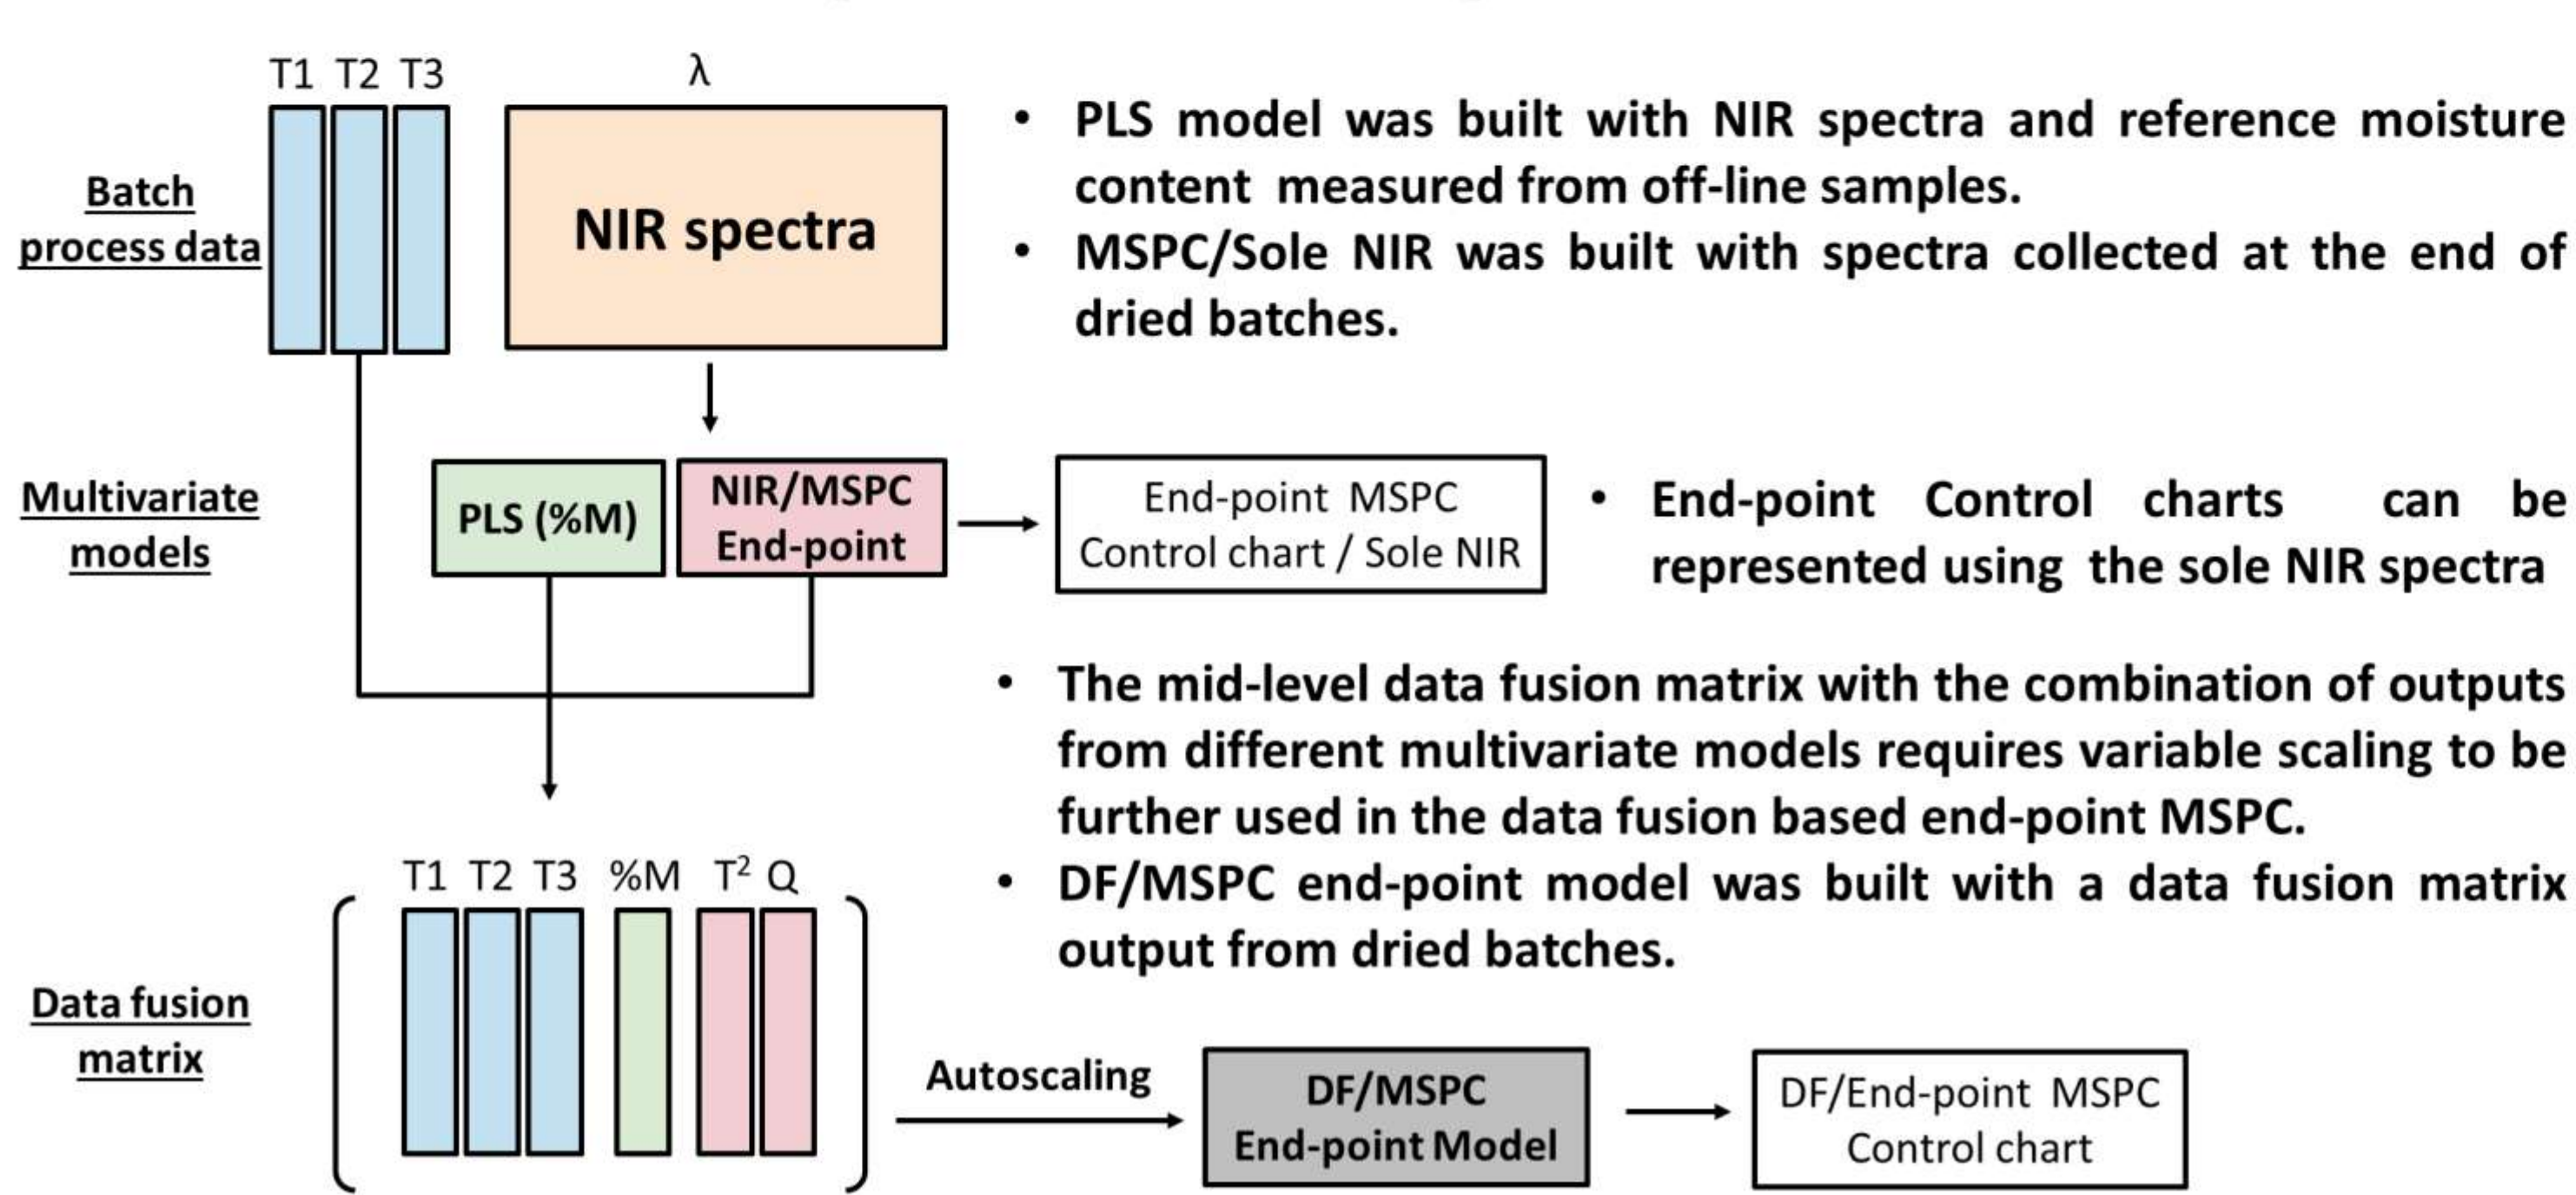 T1 T2 T3
λ
Batch
process data
NIR spectra
• PLS model was built with NIR spectra and reference moisture
content measured from off-line samples.
• MSPC/Sole NIR was built with spectra collected at the end of
dried batches.
Multivariate
models
PLS (%M)
NIR/MSPC
End-point
End-point MSPC
Control chart / Sole NIR
• End-point Control charts can be
represented using the sole NIR spectra
• The mid-level data fusion matrix with the combination of outputs
from different multivariate models requires variable scaling to be
further used in the data fusion based end-point MSPC.
• DF/MSPC end-point model was built with a data fusion matrix
output from dried batches.
T1 T2 T3 %M T² Q
Data fusion
matrix
Autoscaling
DF/MSPC
End-point Model
DF/End-point MSPC
Control chart